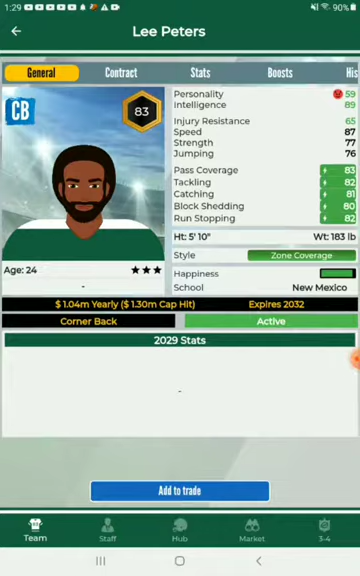 1:29 90%
Lee Peters
General Contract Stats Boosts His
CB
83
Personality 59
Intelligence 89
Injury Resistance 65
Speed 87
Strength 77
Jumping 76
Pass Coverage 83
Tackling 82
Catching 81
Block Shedding 80
Run Stopping 82
Ht: 5' 10" Wt: 183 lb
Style Zone Coverage
Age: 24
-
Happiness
School New Mexico
$ 1.04m Yearly ($ 1.30m Cap Hit) Expires 2032
Corner Back Active
2029 Stats
-
Add to trade
Team Staff Hub Market 3-4